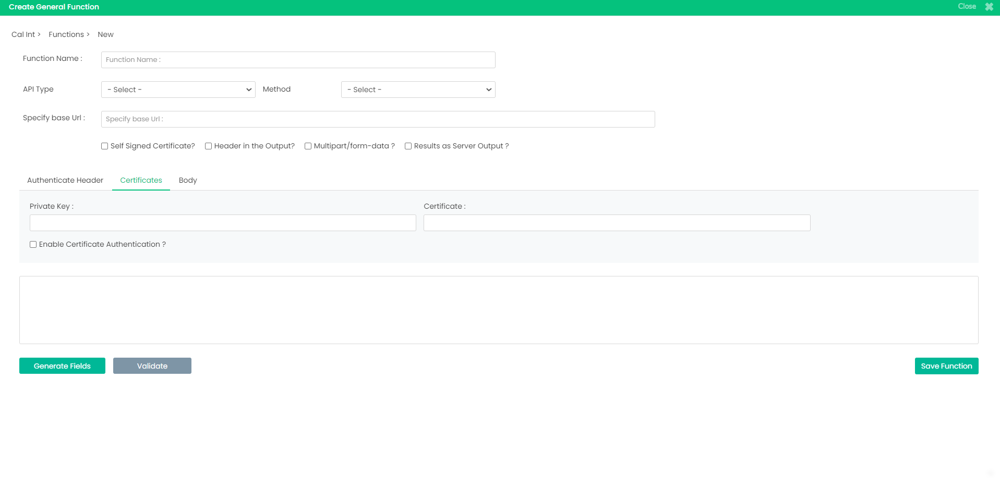 Create General Function
Close
Cal Int > Functions > New
Function Name :
Function Name :
API Type
- Select -
Method
- Select -
Specify base Url :
Specify base Url :
Self Signed Certificate? Header in the Output? Multipart/form-data ? Results as Server Output ?
Authenticate Header Certificates Body
Private Key :
Certificate :
Enable Certificate Authentication ?
Generate Fields Validate Save Function